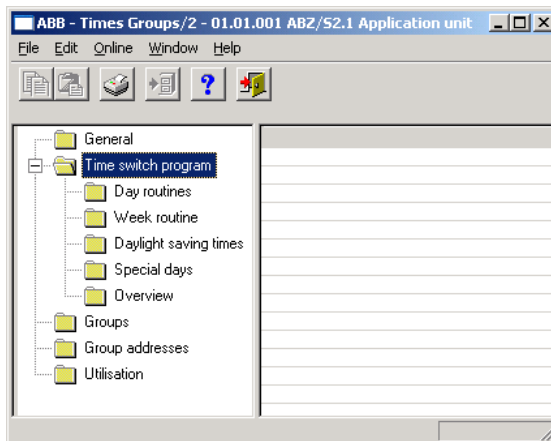 ABB - Times Groups/2 - 01.01.001 ABZ/S2.1 Application unit
File Edit Online Window Help
General
Time switch program
Day routines
Week routine
Daylight saving times
Special days
Overview
Groups
Group addresses
Utilisation